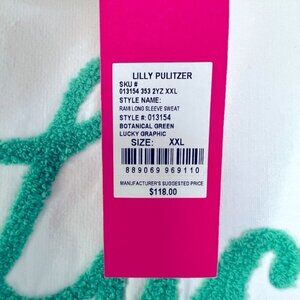 LILLY PULITZER
SKU #
013154 353 2YZ XXL
STYLE NAME:
RAMI LONG SLEEVE SWEAT
STYLE #: 013154
BOTANICAL GREEN
LUCKY GRAPHIC
SIZE: XXL
889069 969110
MANUFACTURER'S SUGGESTED PRICE
$118.00